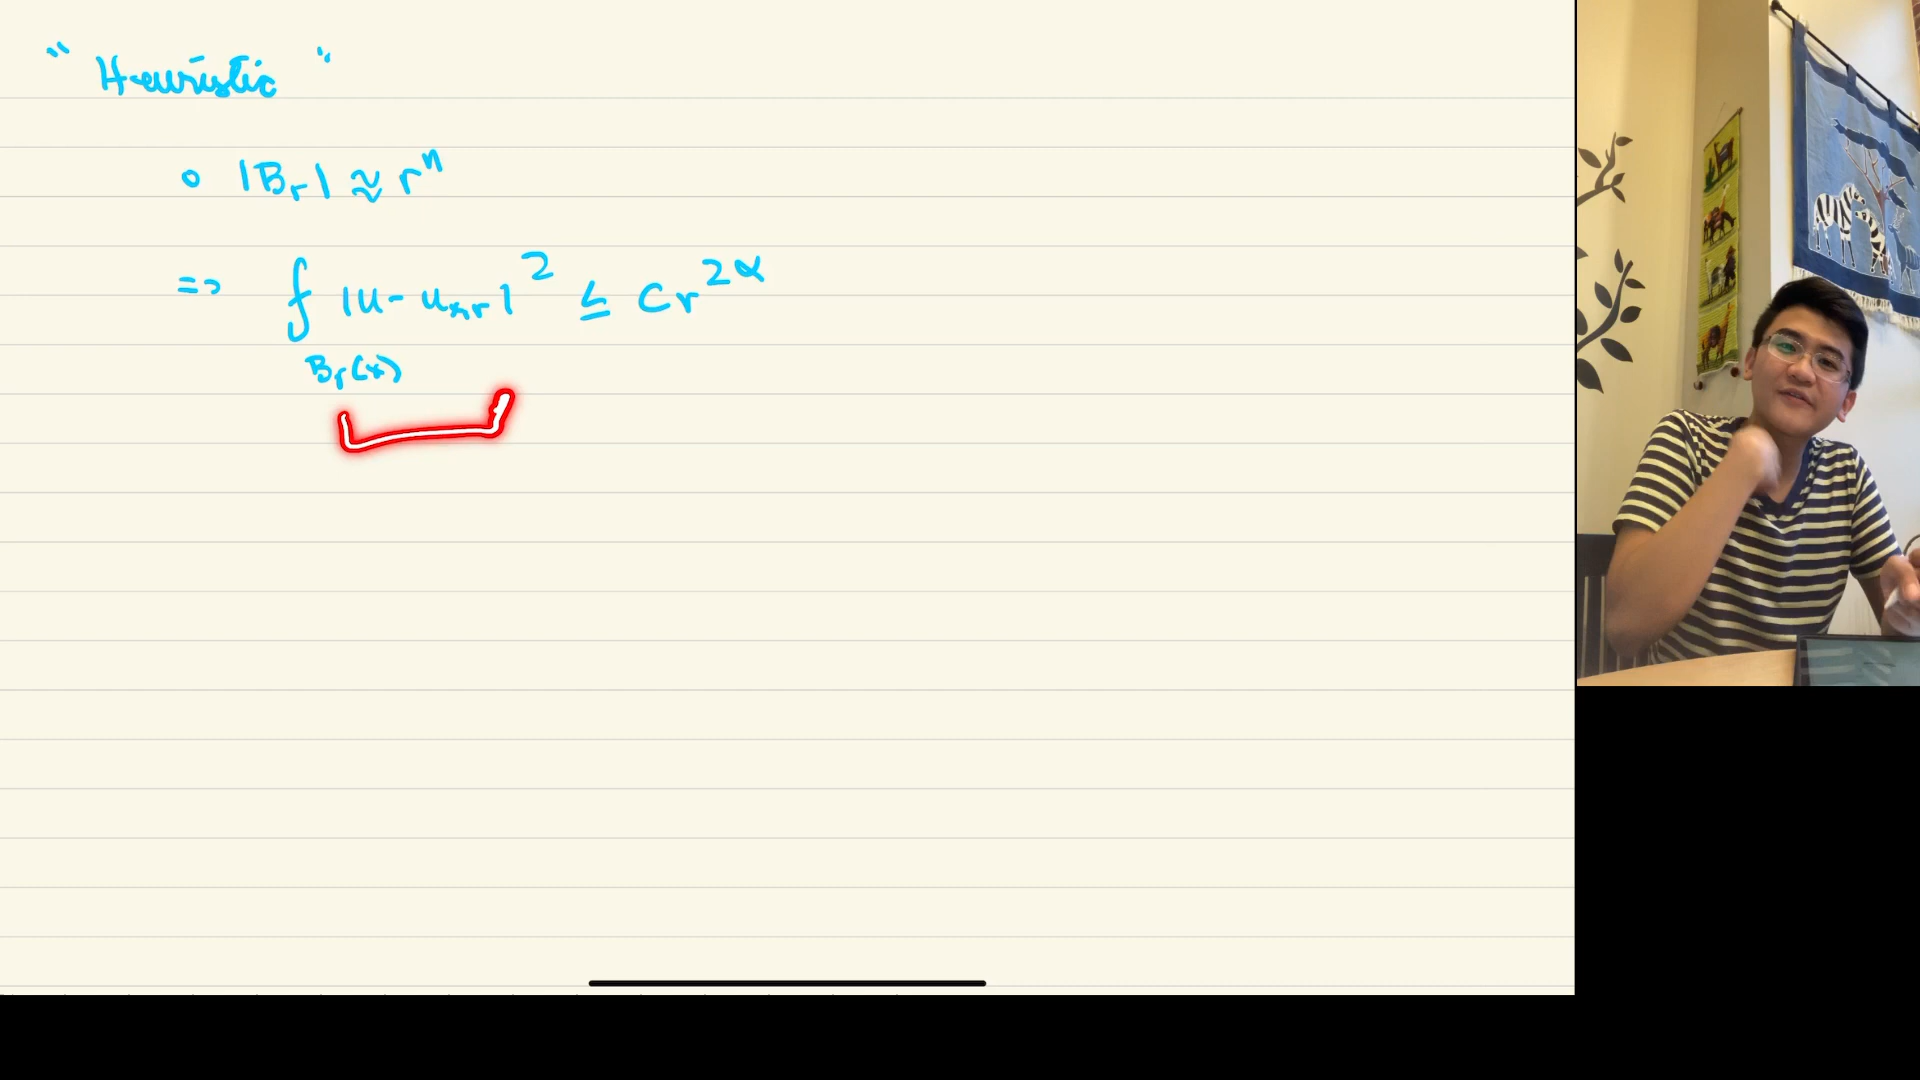 "Heuristic"
∘ |B_r| ≈ r^n
=> ⨍ |u - u_{x,r}|^2 ≤ C r^{2α}
B_r(x)